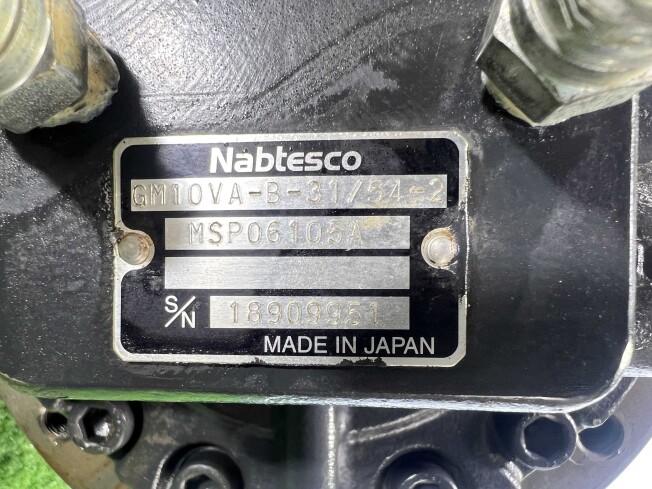 Nabtesco
GM10VA-B-31/54-2
MSP06105A
S/N 18909951
MADE IN JAPAN